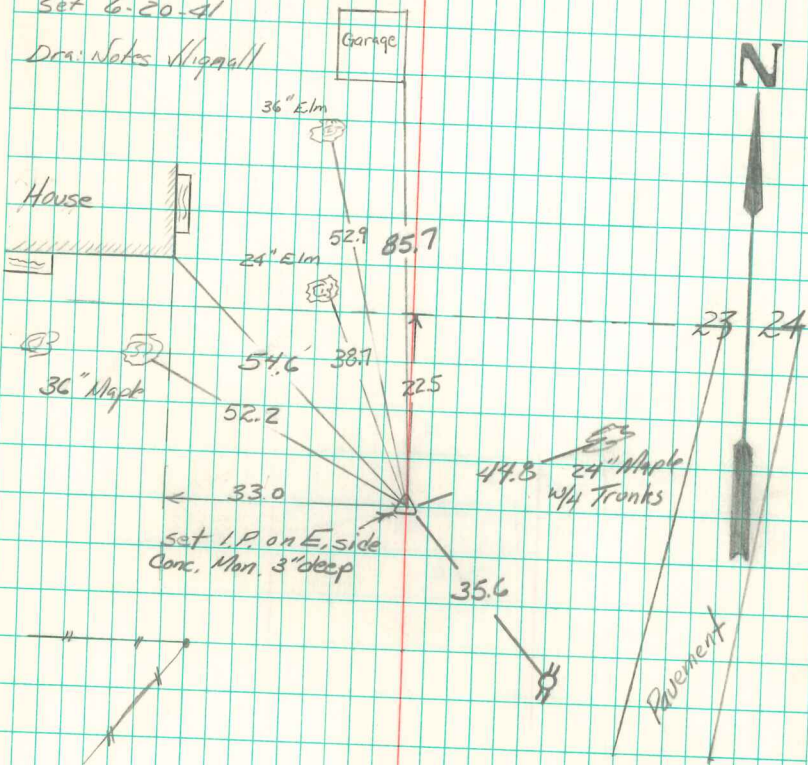 Set 6-20-41
Garage
Dra: Notes
N
36" Elm
House
52.9
85.7
24" Elm
23
24
54.6'
38.7
36" Maple
22.5
52.2
44.8
24" Maple
w/4 Trunks
33.0
set I.P. on E. side
Conc. Mon. 3" deep
35.6
Pavement